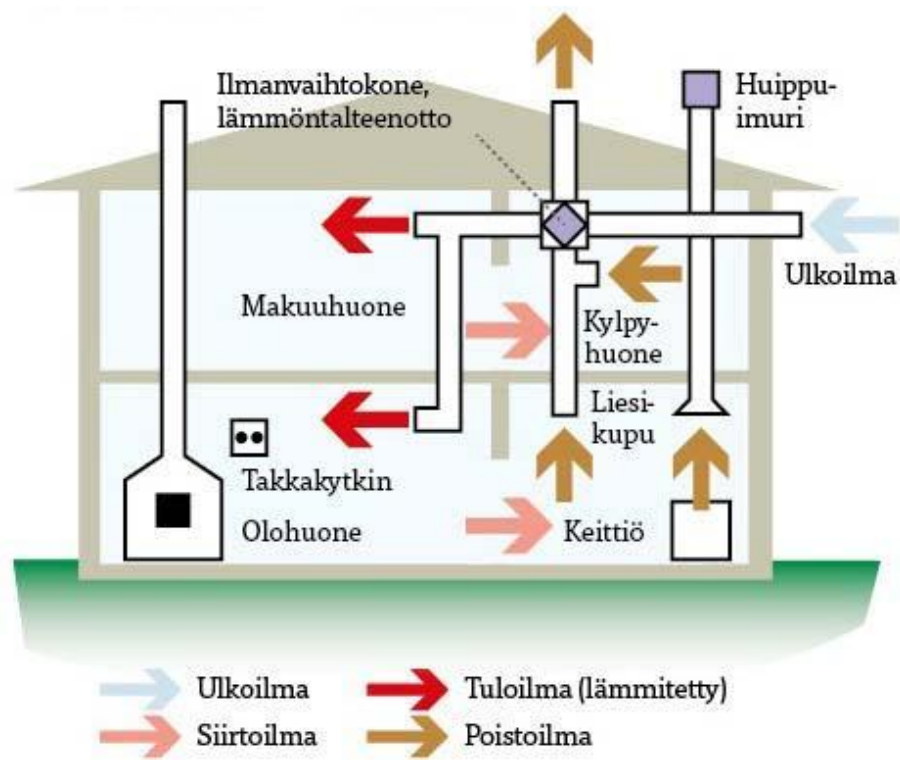 Ilmanvaihtokone,
lämmöntalteenotto
Huippu-
imuri
Ulkoilma
Makuuhuone
Kylpy-
huone
Liesi-
kupu
Takkakytkin
Olohuone
Keittiö
Ulkoilma
Tuloilma (lämmitetty)
Siirtoilma
Poistoilma